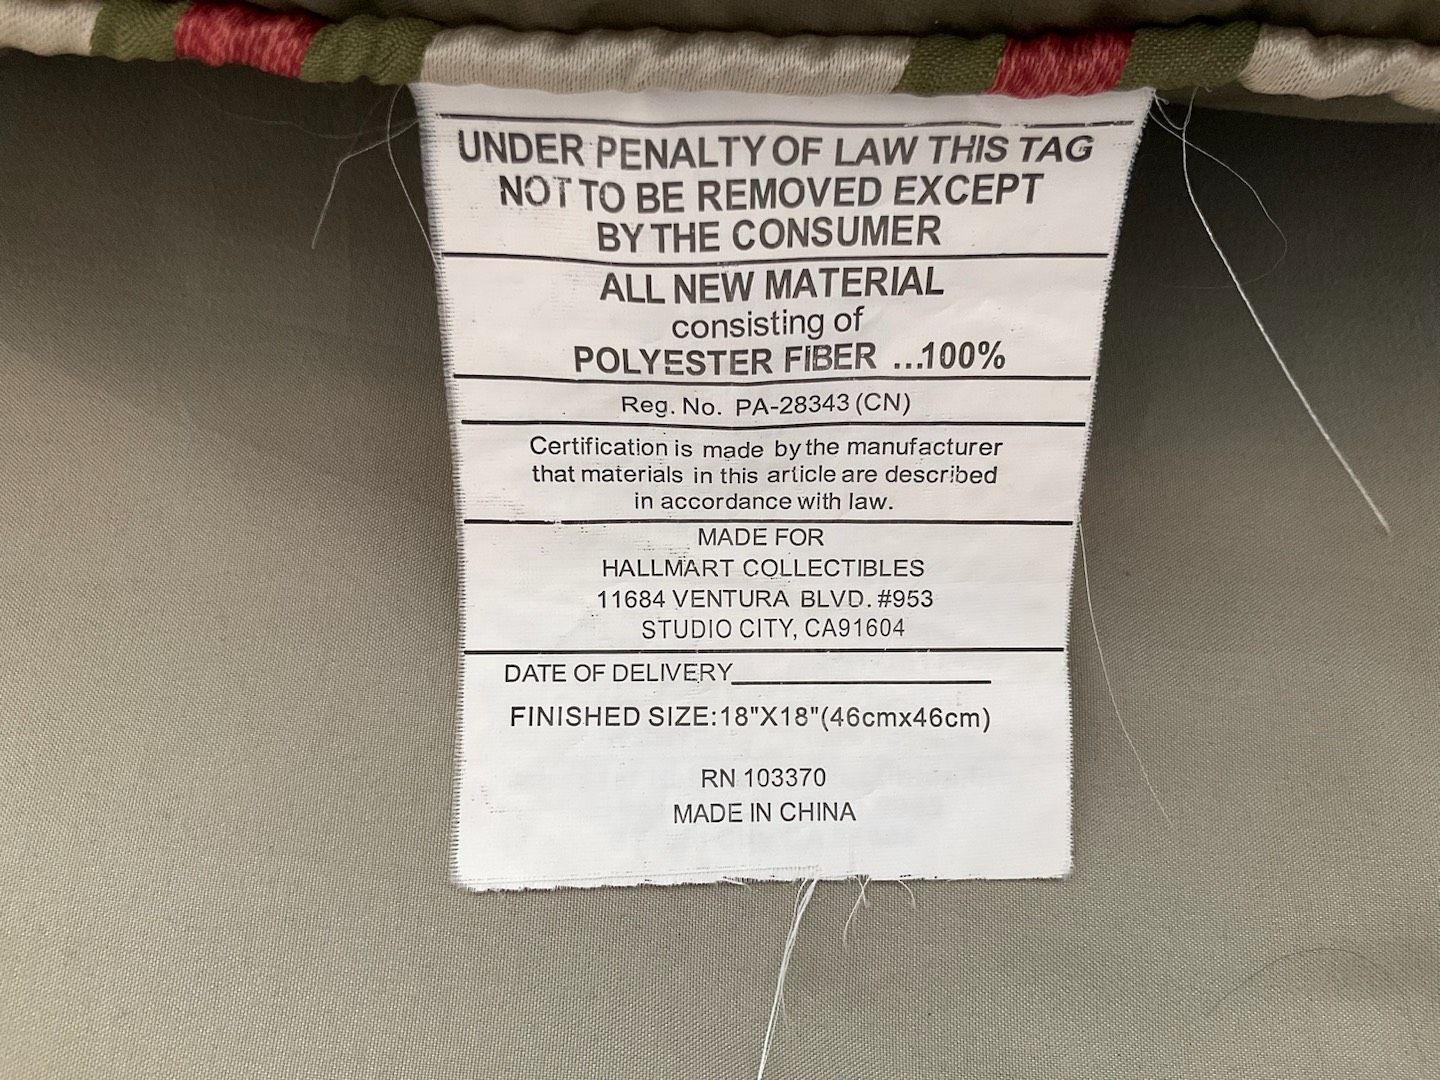 UNDER PENALTY OF LAW THIS TAG
NOT TO BE REMOVED EXCEPT
BY THE CONSUMER
ALL NEW MATERIAL
consisting of
POLYESTER FIBER ...100%
Reg. No. PA-28343 (CN)
Certification is made by the manufacturer
that materials in this article are described
in accordance with law.
MADE FOR
HALLMART COLLECTIBLES
11684 VENTURA BLVD. #953
STUDIO CITY, CA91604
DATE OF DELIVERY
FINISHED SIZE:18"X18"(46cmx46cm)
RN 103370
MADE IN CHINA